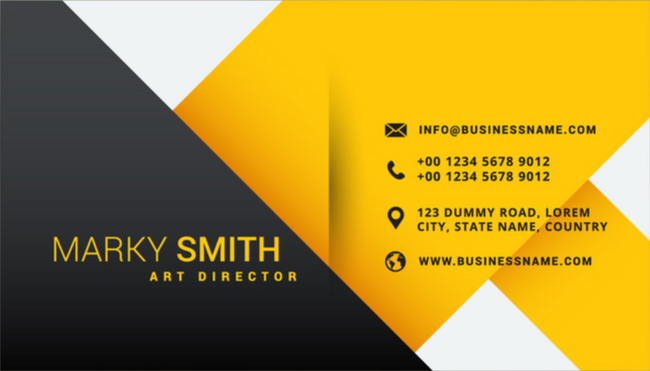 MARKY SMITH
ART DIRECTOR
INFO@BUSINESSNAME.COM
+00 1234 5678 9012
+00 1234 5678 9012
123 DUMMY ROAD, LOREM
CITY, STATE NAME, COUNTRY
WWW.BUSINESSNAME.COM